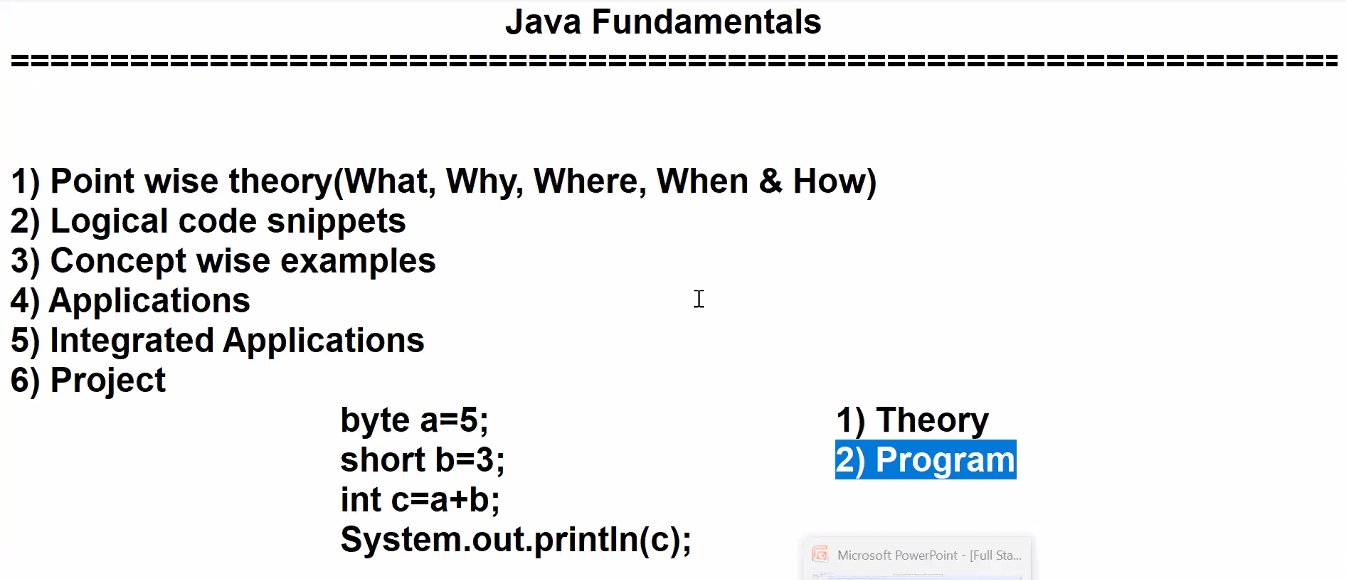 Java Fundamentals
==================================================================
1) Point wise theory(What, Why, Where, When & How)
2) Logical code snippets
3) Concept wise examples
4) Applications
5) Integrated Applications
6) Project
byte a=5;
short b=3;
int c=a+b;
System.out.println(c);
1) Theory
2) Program
Microsoft PowerPoint - [Full Sta...